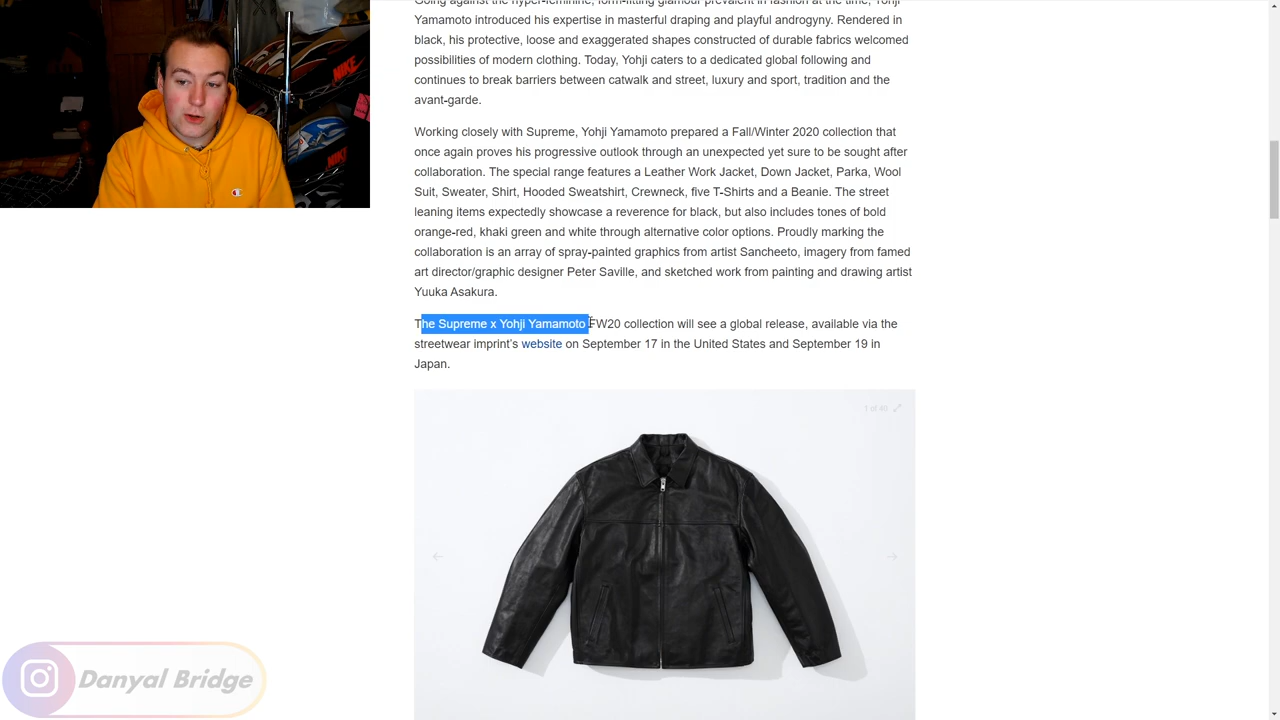 Going against the hyper-feminine, form-fitting glamour prevalent in fashion at the time, Yohji
Yamamoto introduced his expertise in masterful draping and playful androgyny. Rendered in
black, his protective, loose and exaggerated shapes constructed of durable fabrics welcomed
possibilities of modern clothing. Today, Yohji caters to a dedicated global following and
continues to break barriers between catwalk and street, luxury and sport, tradition and the
avant-garde.
Working closely with Supreme, Yohji Yamamoto prepared a Fall/Winter 2020 collection that
once again proves his progressive outlook through an unexpected yet sure to be sought after
collaboration. The special range features a Leather Work Jacket, Down Jacket, Parka, Wool
Suit, Sweater, Shirt, Hooded Sweatshirt, Crewneck, five T-Shirts and a Beanie. The street
leaning items expectedly showcase a reverence for black, but also includes tones of bold
orange-red, khaki green and white through alternative color options. Proudly marking the
collaboration is an array of spray-painted graphics from artist Sancheeto, imagery from famed
art director/graphic designer Peter Saville, and sketched work from painting and drawing artist
Yuuka Asakura.
The Supreme x Yohji Yamamoto FW20 collection will see a global release, available via the
streetwear imprint's website on September 17 in the United States and September 19 in
Japan.
1 of 40
NIKE
NIKE
Danyal Bridge